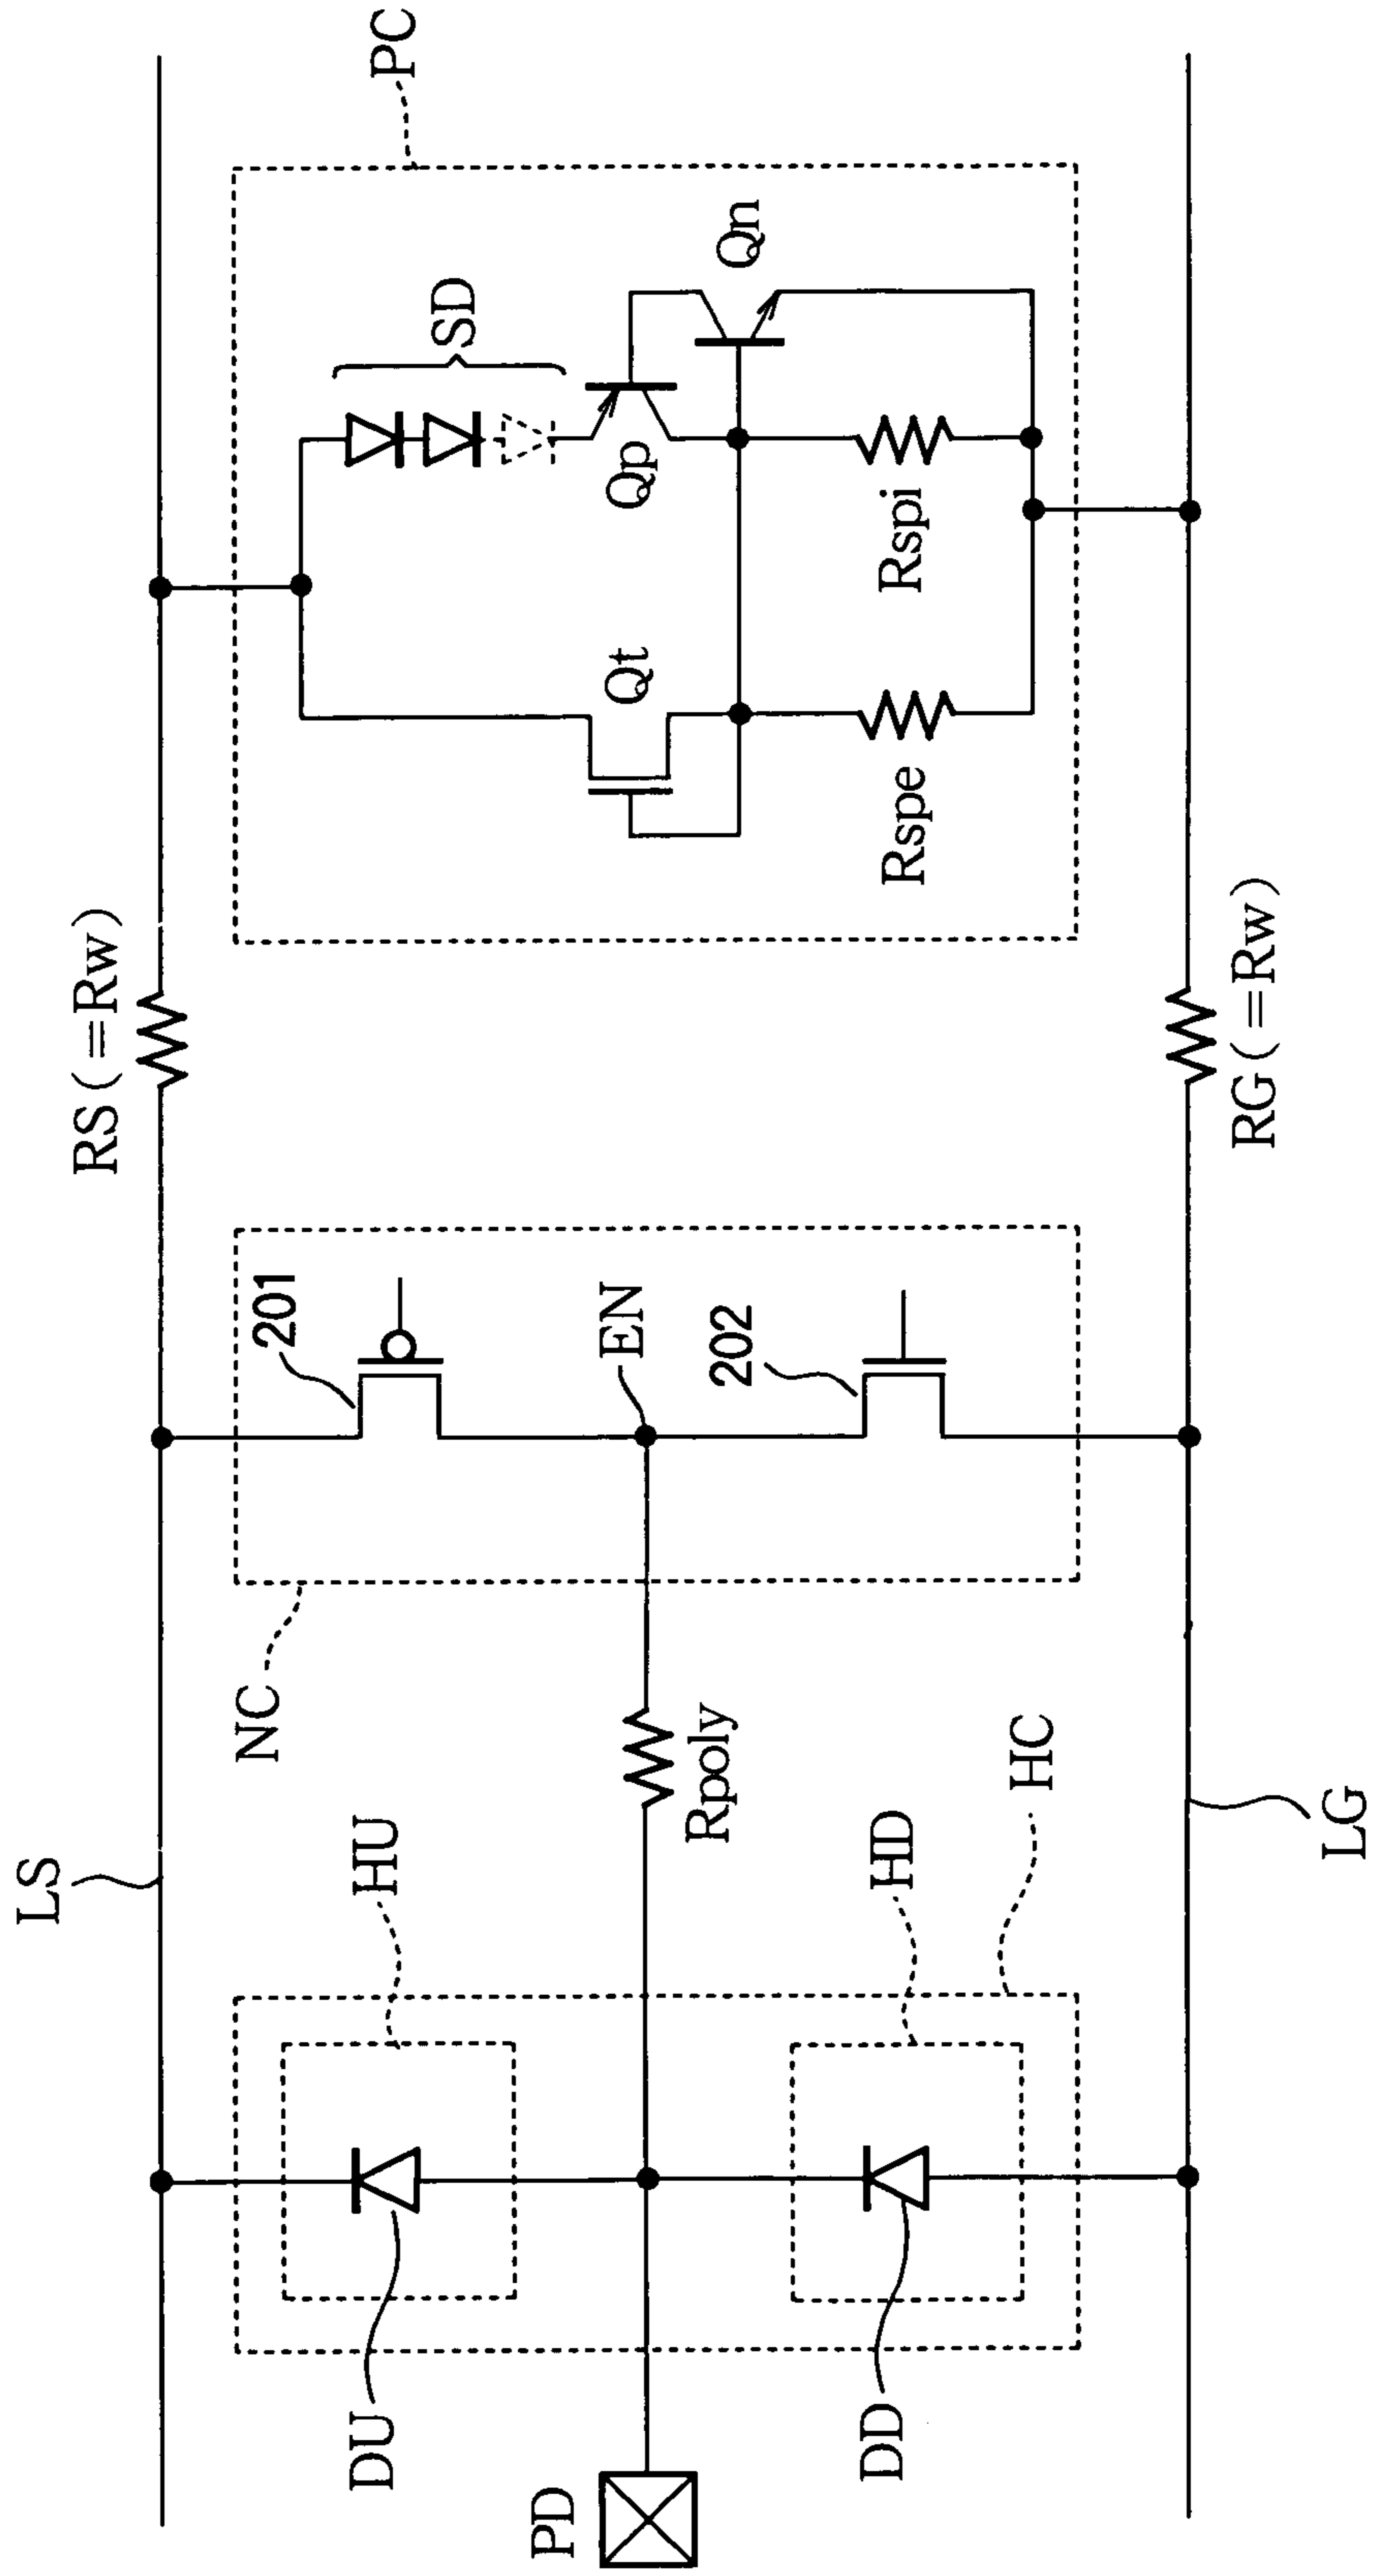 LS
RS(=Rw)
PC
HU
NC
201
SD
DU
Qt
Qp
Qn
PD
Rpoly
EN
202
HD
DD
Rspe
Rspi
HC
LG
RG(=Rw)